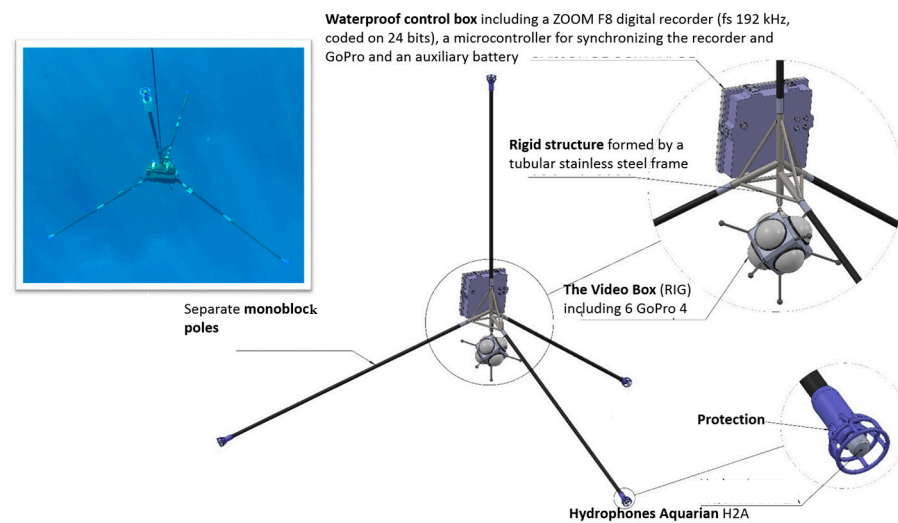 Waterproof control box including a ZOOM F8 digital recorder (fs 192 kHz,
coded on 24 bits), a microcontroller for synchronizing the recorder and
GoPro and an auxiliary battery
Rigid structure formed by a
tubular stainless steel frame
The Video Box (RIG)
including 6 GoPro 4
Separate monoblock
poles
Protection
Hydrophones Aquarian H2A